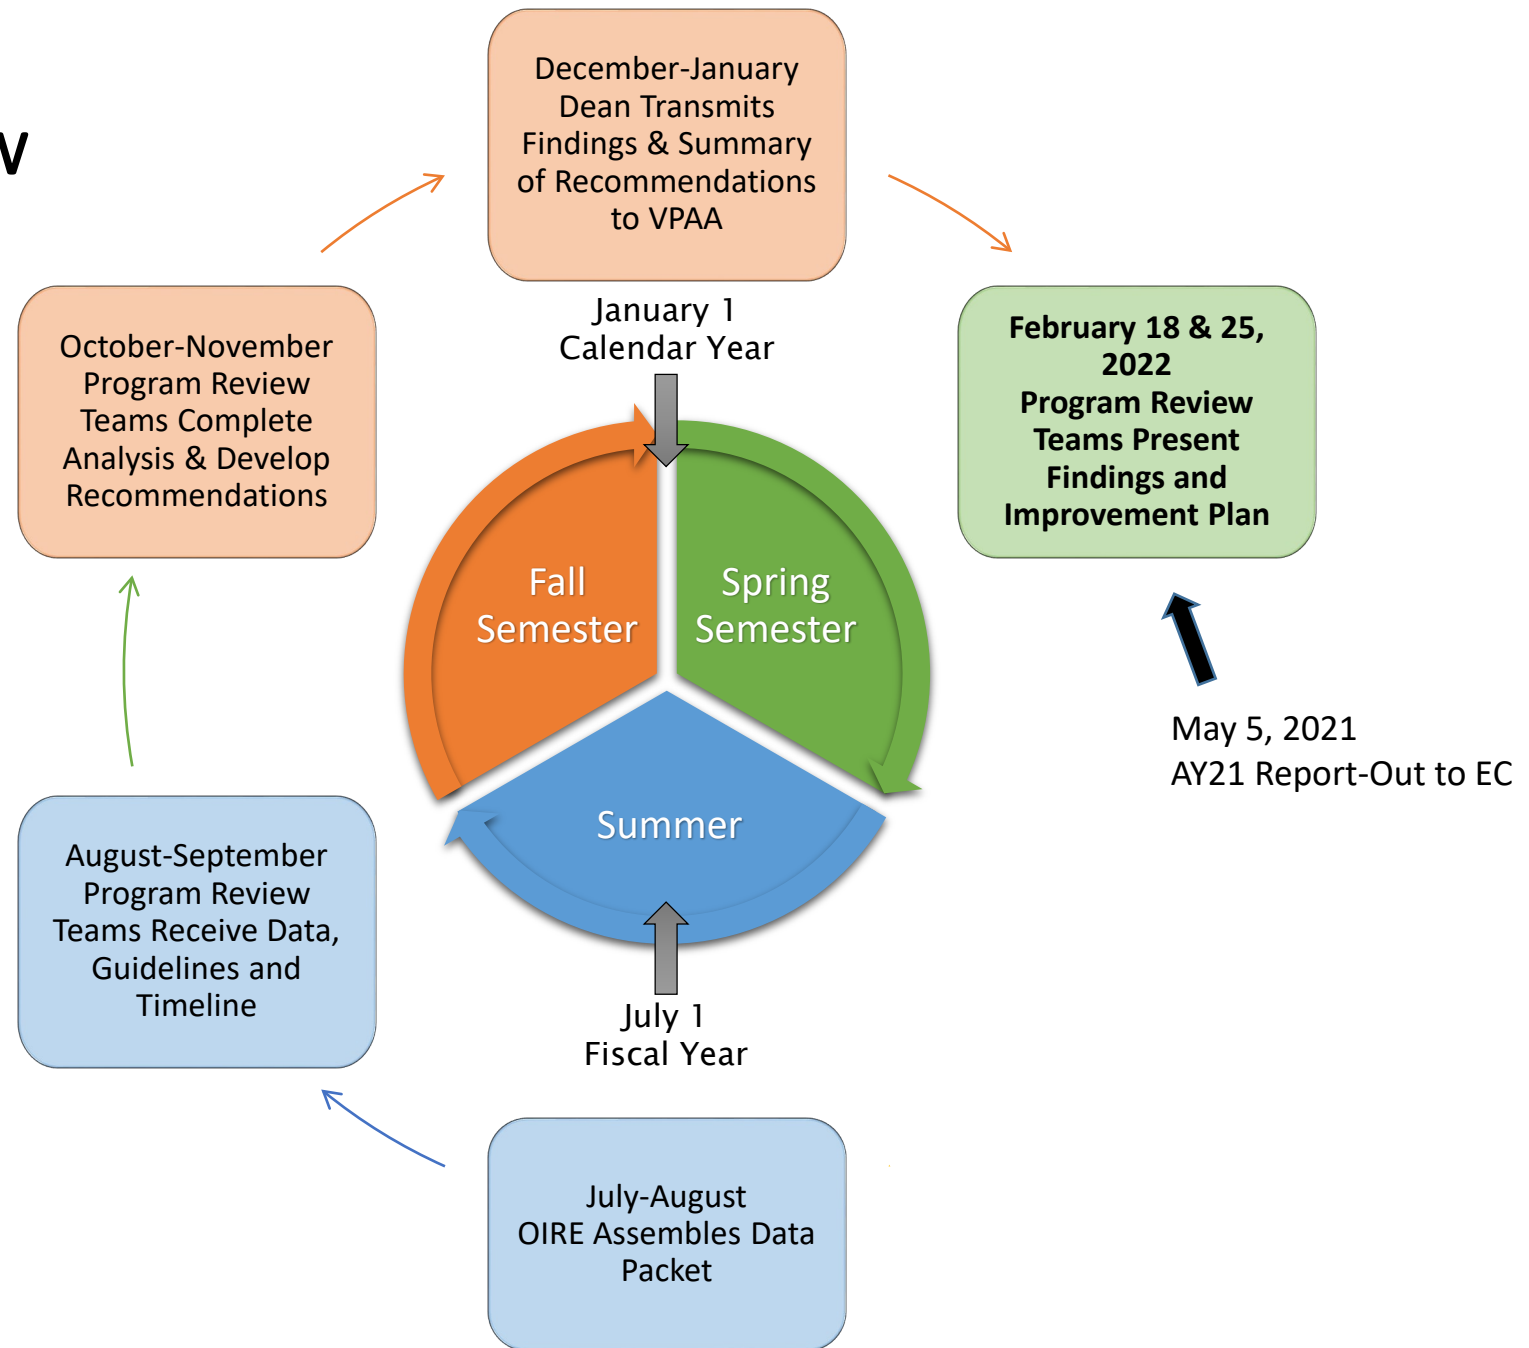 December-January
Dean Transmits
Findings & Summary
of Recommendations
to VPAA
January 1
Calendar Year
October-November
Program Review
Teams Complete
Analysis & Develop
Recommendations
February 18 & 25,
2022
Program Review
Teams Present
Findings and
Improvement Plan
Fall
Semester
Spring
Semester
Summer
May 5, 2021
AY21 Report-Out to EC
August-September
Program Review
Teams Receive Data,
Guidelines and
Timeline
July 1
Fiscal Year
July-August
OIRE Assembles Data
Packet